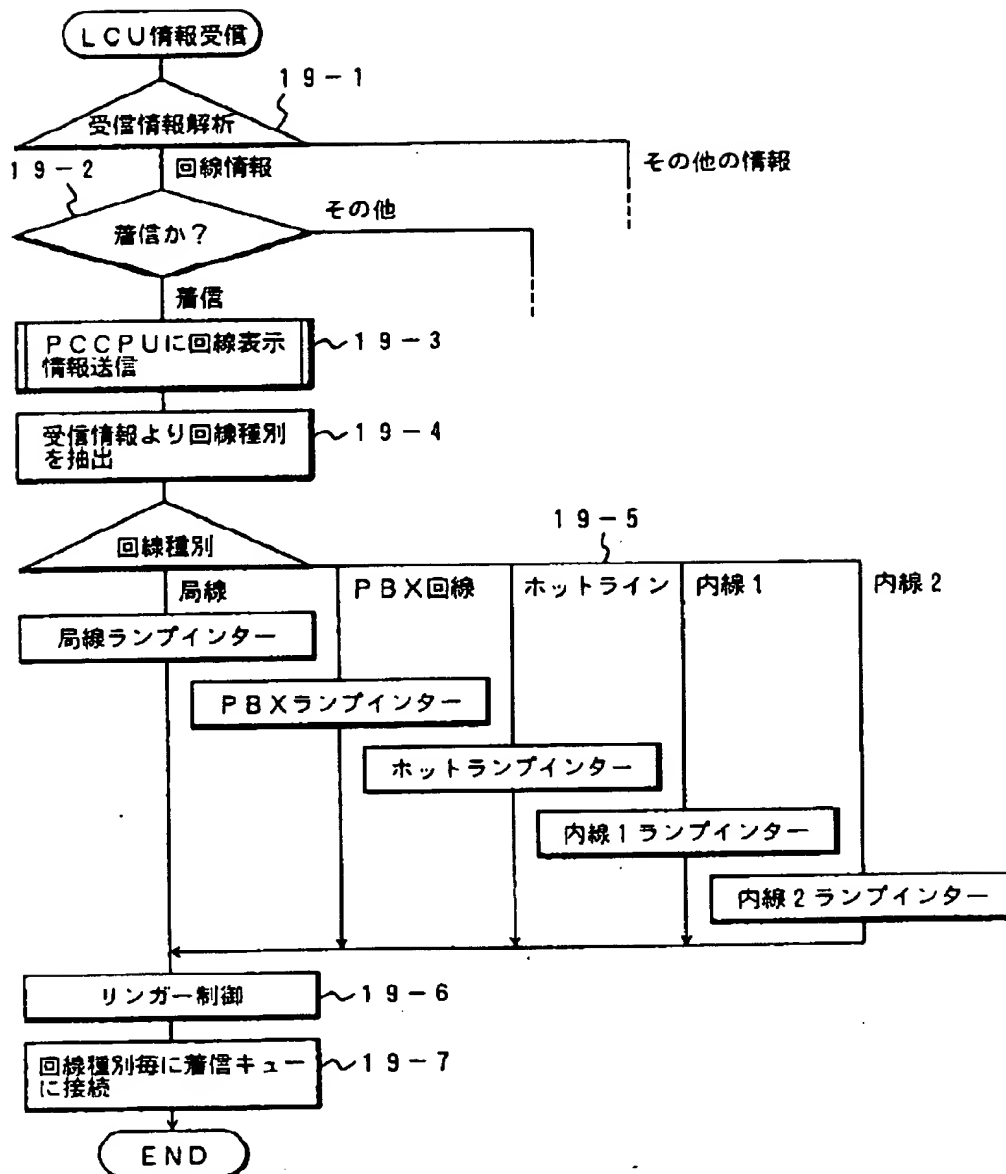 LCU情報受信
19-1
受信情報解析
その他の情報
19-2
回線情報
その他
着信か？
着信
PCCPUに回線表示
情報送信
19-3
受信情報より回線種別
を抽出
19-4
19-5
回線種別
局線
PBX回線
ホットライン
内線1
内線2
局線ランプインター
PBXランプインター
ホットランプインター
内線1ランプインター
内線2ランプインター
リンガー制御
19-6
回線種別毎に着信キュー
に接続
19-7
END